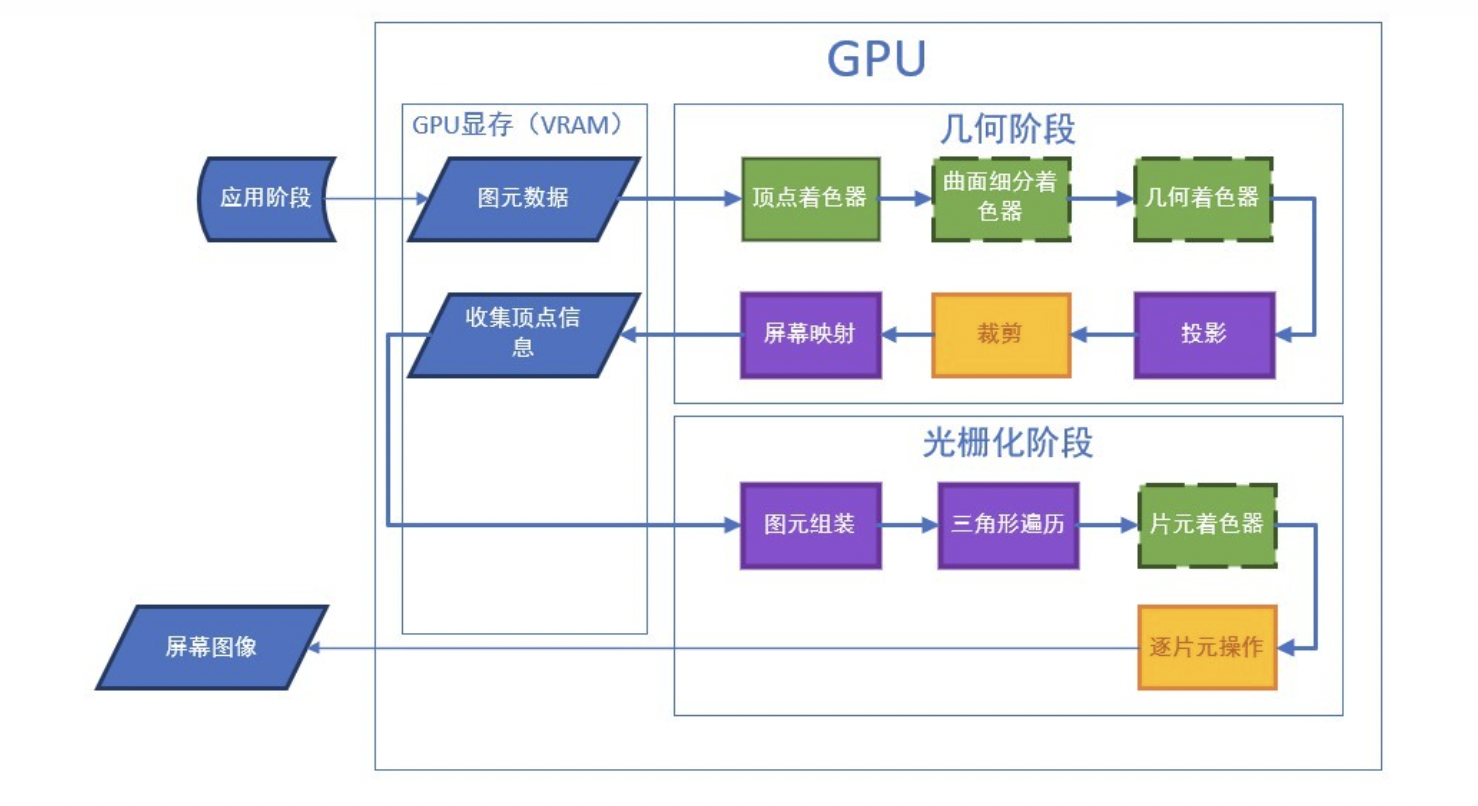 GPU
GPU显存（VRAM）
几何阶段
应用阶段
图元数据
顶点着色器
曲面细分着
色器
几何着色器
收集顶点信
息
屏幕映射
裁剪
投影
光栅化阶段
图元组装
三角形遍历
片元着色器
屏幕图像
逐片元操作